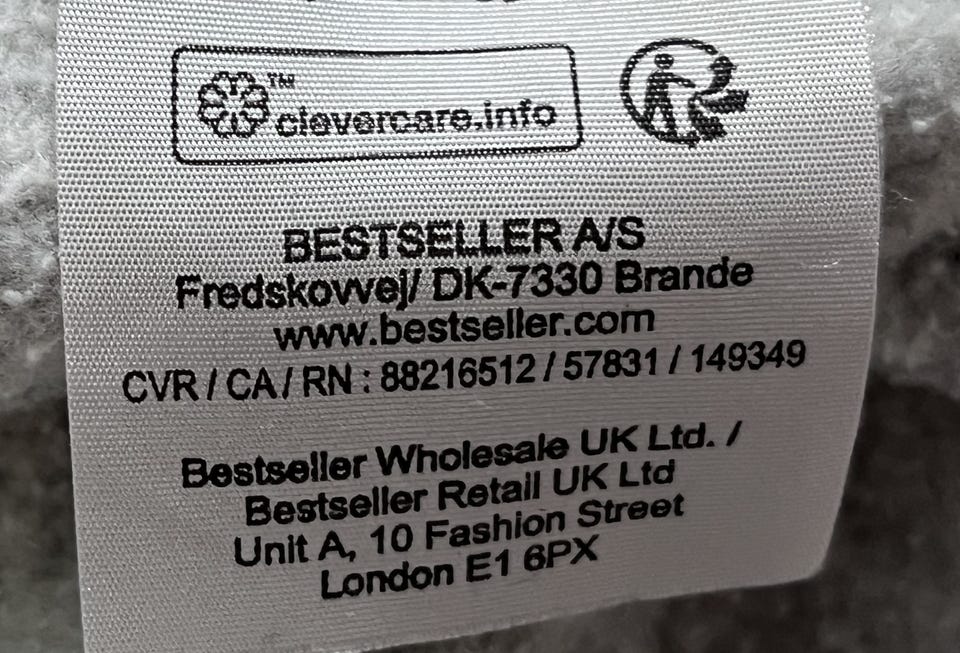 ™
clevercare.info
BESTSELLER A/S
Fredskovvej/ DK-7330 Brande
www.bestseller.com
CVR / CA / RN : 88216512 / 57831 / 149349
Bestseller Wholesale UK Ltd. /
Bestseller Retail UK Ltd
Unit A, 10 Fashion Street
London E1 6PX